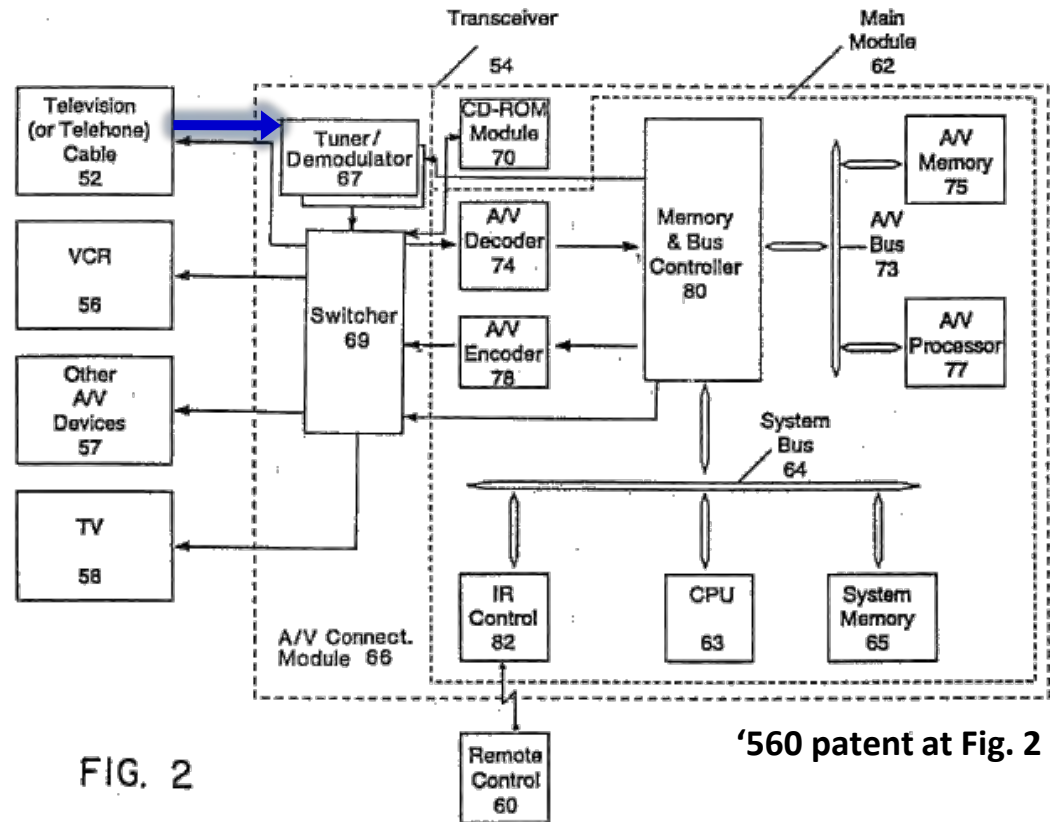 Transceiver
54
Main
Module
62
Television
(or Telehone)
Cable
52
Tuner/
Demodulator
67
CD-ROM
Module
70
A/V
Memory
75
VCR
56
Switcher
69
A/V
Decoder
74
Memory
& Bus
Controller
80
A/V
Bus
73
A/V
Encoder
78
A/V
Processor
77
Other
A/V
Devices
57
System
Bus
64
TV
58
A/V Connect.
Module 66
IR
Control
82
CPU
63
System
Memory
65
Remote
Control
60
FIG. 2
‘560 patent at Fig. 2